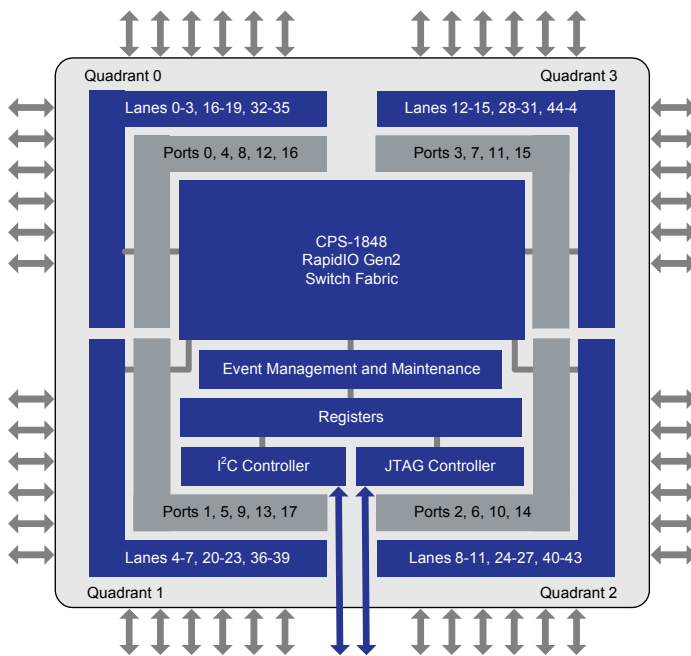 Quadrant 0
Quadrant 3
Lanes 0-3, 16-19, 32-35
Lanes 12-15, 28-31, 44-4
Ports 0, 4, 8, 12, 16
Ports 3, 7, 11, 15
CPS-1848
RapidIO Gen2
Switch Fabric
Event Management and Maintenance
Registers
I²C Controller
JTAG Controller
Ports 1, 5, 9, 13, 17
Ports 2, 6, 10, 14
Lanes 4-7, 20-23, 36-39
Lanes 8-11, 24-27, 40-43
Quadrant 1
Quadrant 2